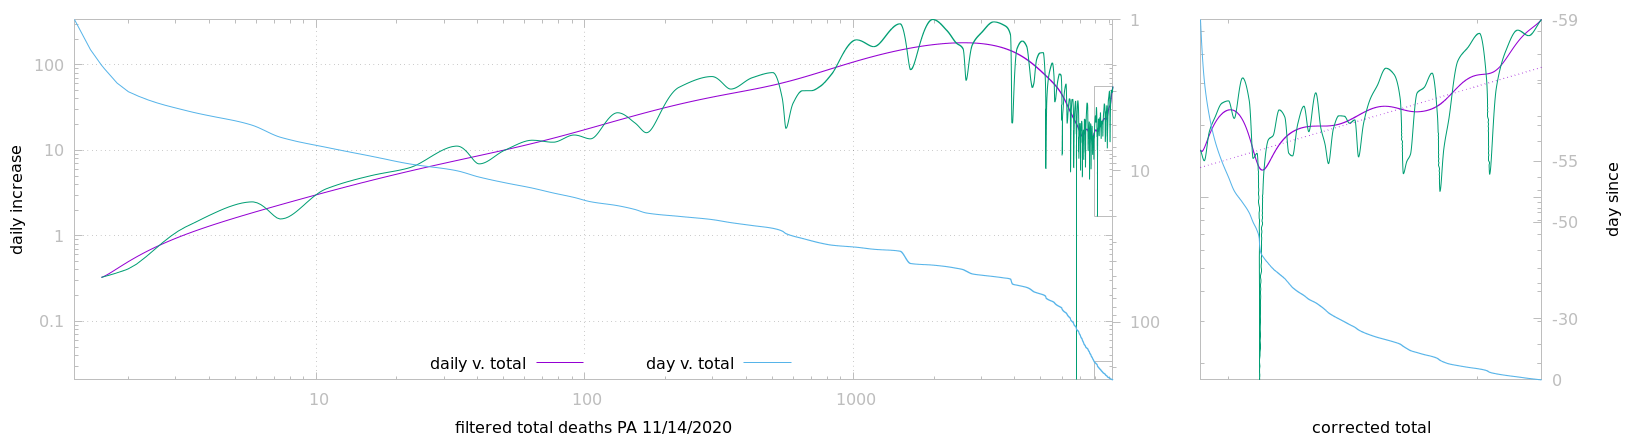 daily increase
100
10
1
0.1
10
100
1000
filtered total deaths PA 11/14/2020
daily v. total
day v. total
1
10
100
-59
-55
-50
-30
0
day since
corrected total